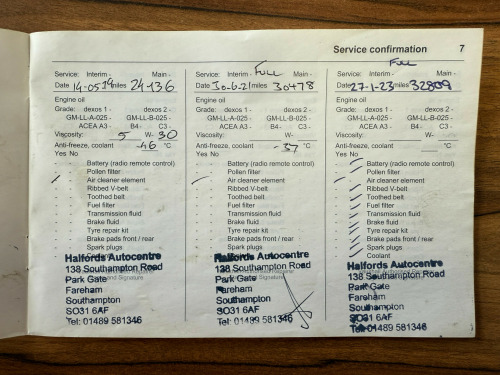 Service confirmation 7
Service: Interim - Main -
Date 14-05-19 miles 24136
Engine oil
Grade: dexos 1 - dexos 2 -
GM-LL-A-025 - GM-LL-B-025 -
ACEA A3 - B4 - C3 -
Viscosity: 5 W- 30
Anti-freeze, coolant -46 °C
Yes No
- - Battery (radio remote control)
- - Pollen filter
- - Air cleaner element
- - Ribbed V-belt
- - Toothed belt
- - Fuel filter
- - Transmission fluid
- - Brake fluid
- - Tyre repair kit
- - Brake pads front / rear
- - Spark plugs
Halfords Autocentre
138 Southampton Road
Park Gate
Fareham
Southampton
SO31 6AF
Tel: 01489 581346
Full
Service: Interim - Main -
Date 30-6-21 miles 30478
Engine oil
Grade: dexos 1 - dexos 2 -
GM-LL-A-025 - GM-LL-B-025 -
ACEA A3 - B4 - C3 -
Viscosity: W-
Anti-freeze, coolant -37 °C
Yes No
- - Battery (radio remote control)
- - Pollen filter
- - Air cleaner element
- - Ribbed V-belt
- - Toothed belt
- - Fuel filter
- - Transmission fluid
- - Brake fluid
- - Tyre repair kit
- - Brake pads front / rear
- - Spark plugs
Halfords Autocentre
138 Southampton Road
Park Gate
Fareham
Southampton
SO31 6AF
Tel: 01489 581346
Full
Service: Interim - Main -
Date 27-1-23 miles 32809
Engine oil
Grade: dexos 1 - dexos 2 -
GM-LL-A-025 - GM-LL-B-025 -
ACEA A3 - B4 - C3 -
Viscosity: W-
Anti-freeze, coolant °C
Yes No
Battery (radio remote control)
Pollen filter
Air cleaner element
Ribbed V-belt
Toothed belt
Fuel filter
Transmission fluid
Brake fluid
Tyre repair kit
Brake pads front / rear
Spark plugs
Coolant
Halfords Autocentre
138 Southampton Road
Park Gate
Fareham
Southampton
SO31 6AF
Tel: 01489 581346